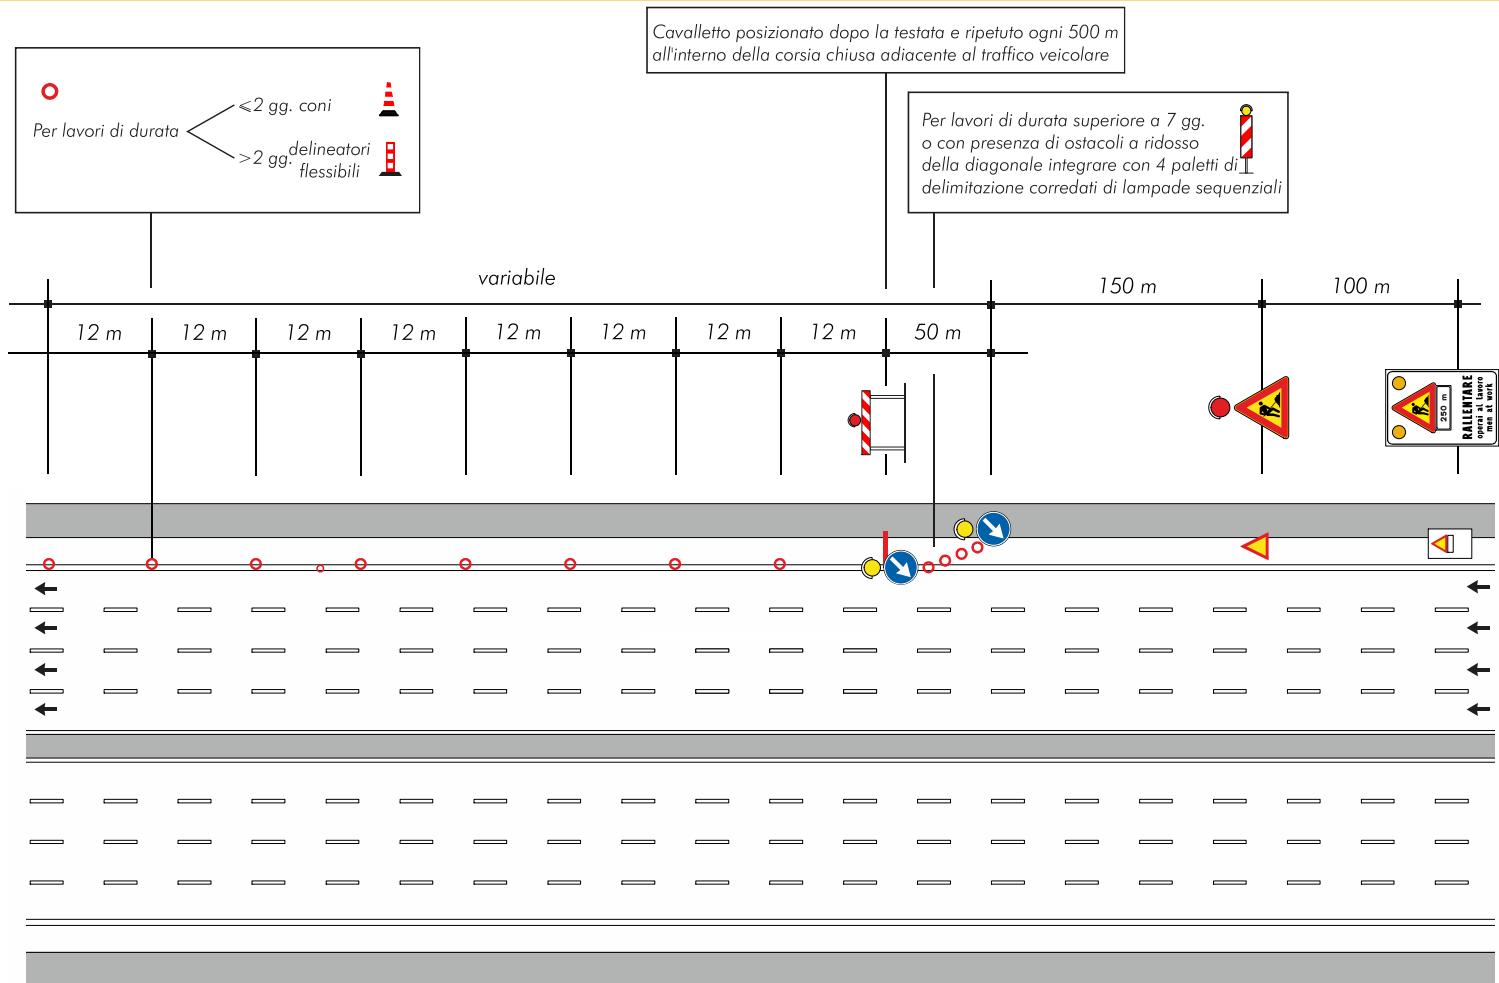 Cavalletto posizionato dopo la testata e ripetuto ogni 500 m
all'interno della corsia chiusa adiacente al traffico veicolare
⩽2 gg. coni
Per lavori di durata
>2 gg. delineatori
flessibili
Per lavori di durata superiore a 7 gg.
o con presenza di ostacoli a ridosso
della diagonale integrare con 4 paletti di
delimitazione corredati di lampade sequenziali
variabile
150 m
100 m
12 m
12 m
12 m
12 m
12 m
12 m
12 m
12 m
50 m
250 m
RALLENTARE
operai al lavoro
men at work